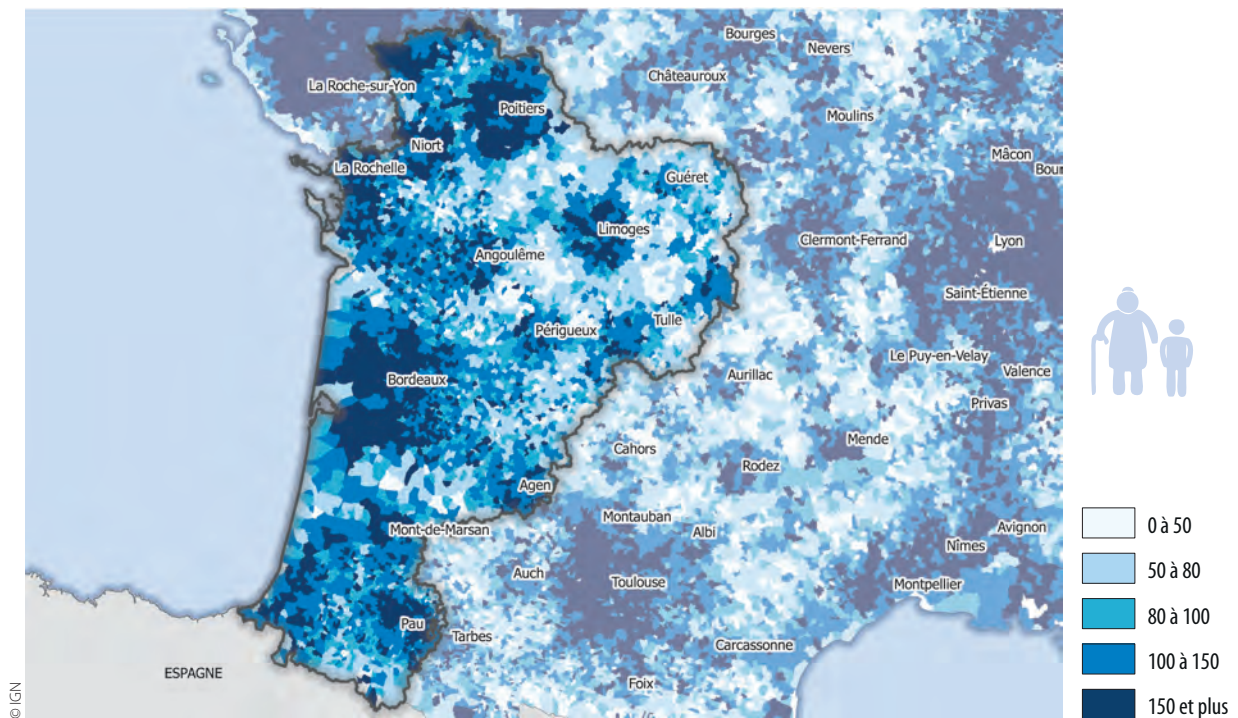 Bourges
Nevers
Châteauroux
La Roche-sur-Yon
Poitiers
Moulins
Niort
Mâcon
La Rochelle
Bour
Guéret
Limoges
Clermont-Ferrand
Lyon
Angoulême
Saint-Étienne
Périgueux
Tulle
Le Puy-en-Velay
Valence
Bordeaux
Aurillac
Privas
Mende
Cahors
Rodez
Agen
Montauban
Mont-de-Marsan
Albi
Avignon
Nîmes
Auch
Toulouse
Montpellier
Pau
Tarbes
Carcassonne
ESPAGNE
Foix
© IGN
0 à 50
50 à 80
80 à 100
100 à 150
150 et plus